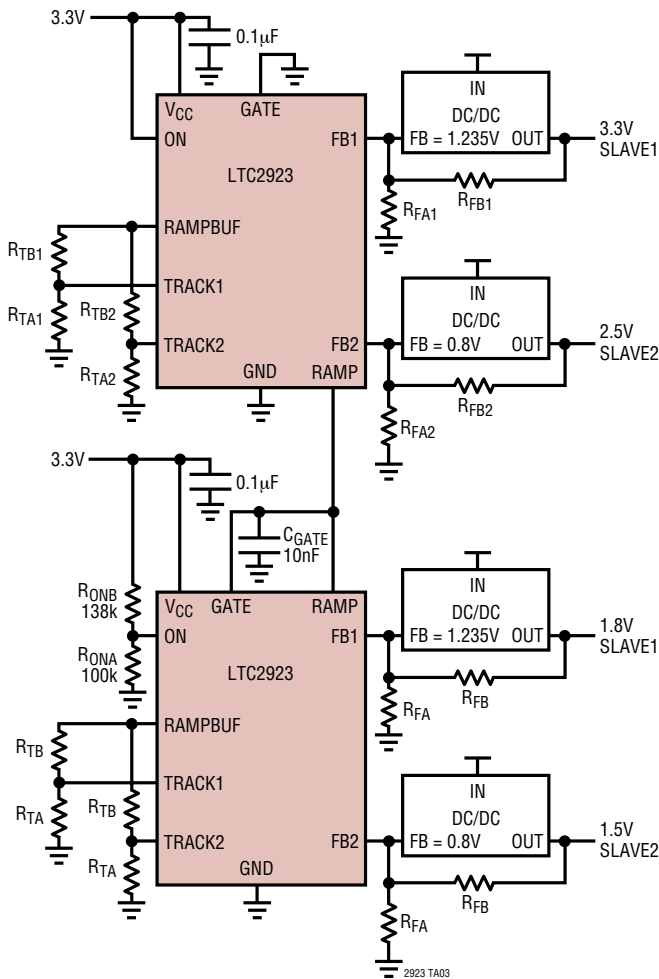 3.3V
0.1µF
VCC
GATE
ON
FB1
LTC2923
RAMPBUF
TRACK1
TRACK2
FB2
GND
RAMP
RTB1
RTA1
RTB2
RTA2
IN
DC/DC
FB = 1.235V OUT
3.3V
SLAVE1
RFA1
RFB1
IN
DC/DC
FB = 0.8V OUT
2.5V
SLAVE2
RFA2
RFB2
3.3V
0.1µF
CGATE
10nF
RONB
138k
RONA
100k
VCC
GATE
RAMP
ON
FB1
LTC2923
RAMPBUF
TRACK1
TRACK2
FB2
GND
RTB
RTA
RTB
RTA
IN
DC/DC
FB = 1.235V OUT
1.8V
SLAVE1
RFA
RFB
IN
DC/DC
FB = 0.8V OUT
1.5V
SLAVE2
RFA
RFB
2923 TA03